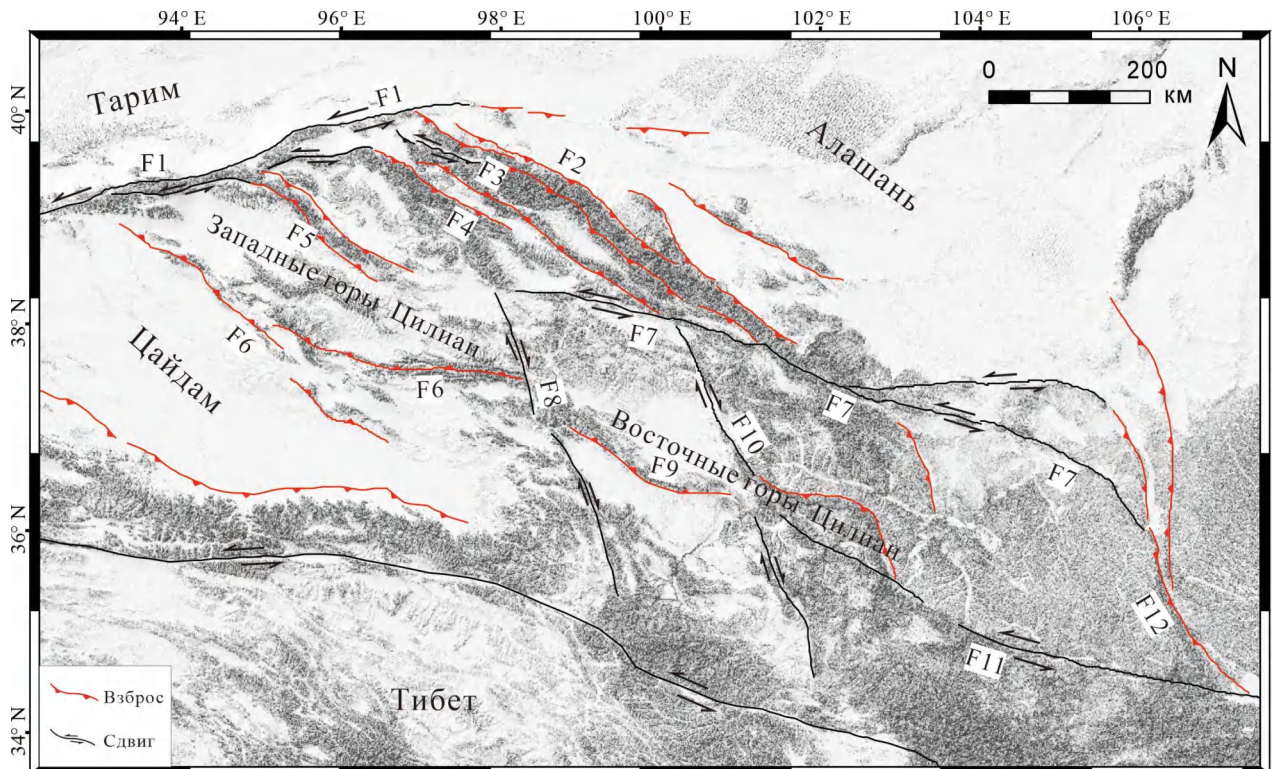 94° E
96° E
98° E
100° E
102° E
104° E
106° E
0
200
км
N
40° N
38° N
36° N
34° N
Тарим
F1
F1
Алашань
F2
F3
F4
F5
Западные горы Цилиан
F6
F7
Цайдам
F6
F8
F7
F10
Восточные горы Цилиан
F9
F7
F12
F11
Тибет
Взброс
Сдвиг